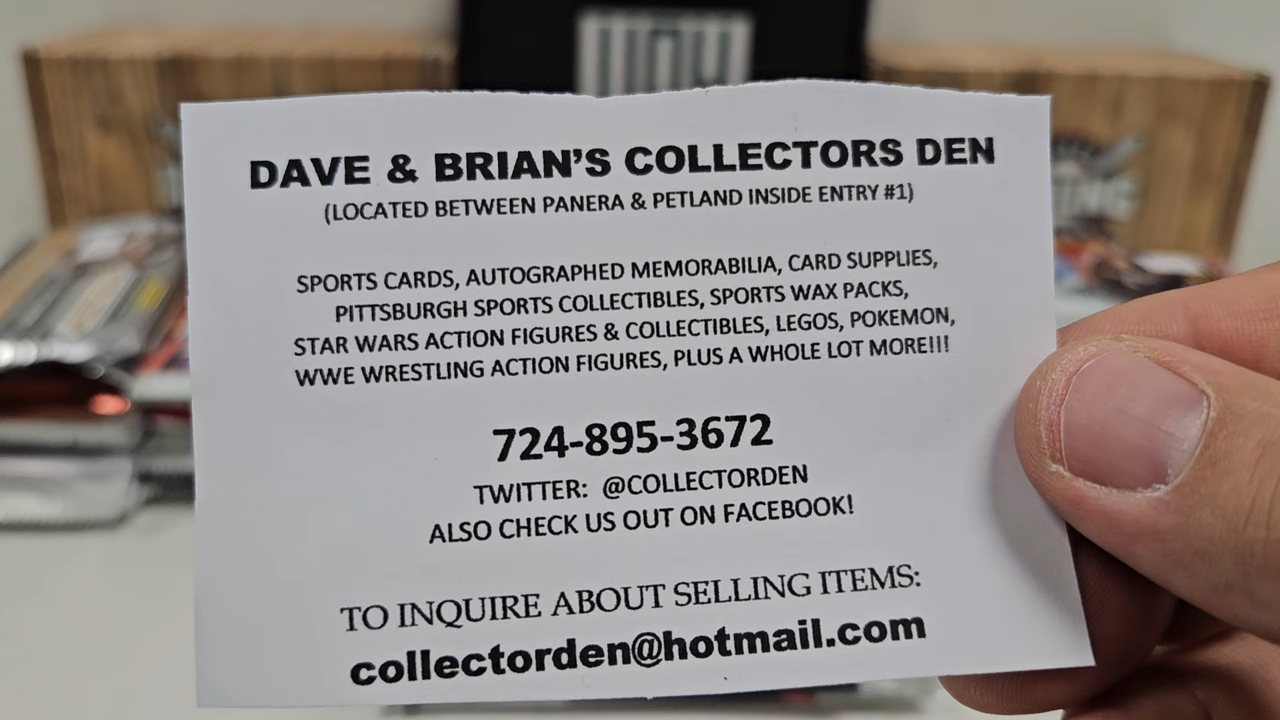 DAVE & BRIAN'S COLLECTORS DEN
(LOCATED BETWEEN PANERA & PETLAND INSIDE ENTRY #1)
SPORTS CARDS, AUTOGRAPHED MEMORABILIA, CARD SUPPLIES,
PITTSBURGH SPORTS COLLECTIBLES, SPORTS WAX PACKS,
STAR WARS ACTION FIGURES & COLLECTIBLES, LEGOS, POKEMON,
WWE WRESTLING ACTION FIGURES, PLUS A WHOLE LOT MORE!!!
724-895-3672
TWITTER: @COLLECTORDEN
ALSO CHECK US OUT ON FACEBOOK!
TO INQUIRE ABOUT SELLING ITEMS:
collectorden@hotmail.com